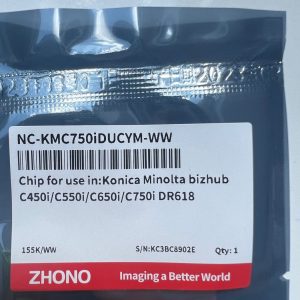 NC-KMC750iDUCYM-WW
Chip for use in:Konica Minolta bizhub
C450i/C550i/C650i/C750i DR618
155K/WW S/N:KC3BC8902E Qty: 1
ZHONO Imaging a Better World